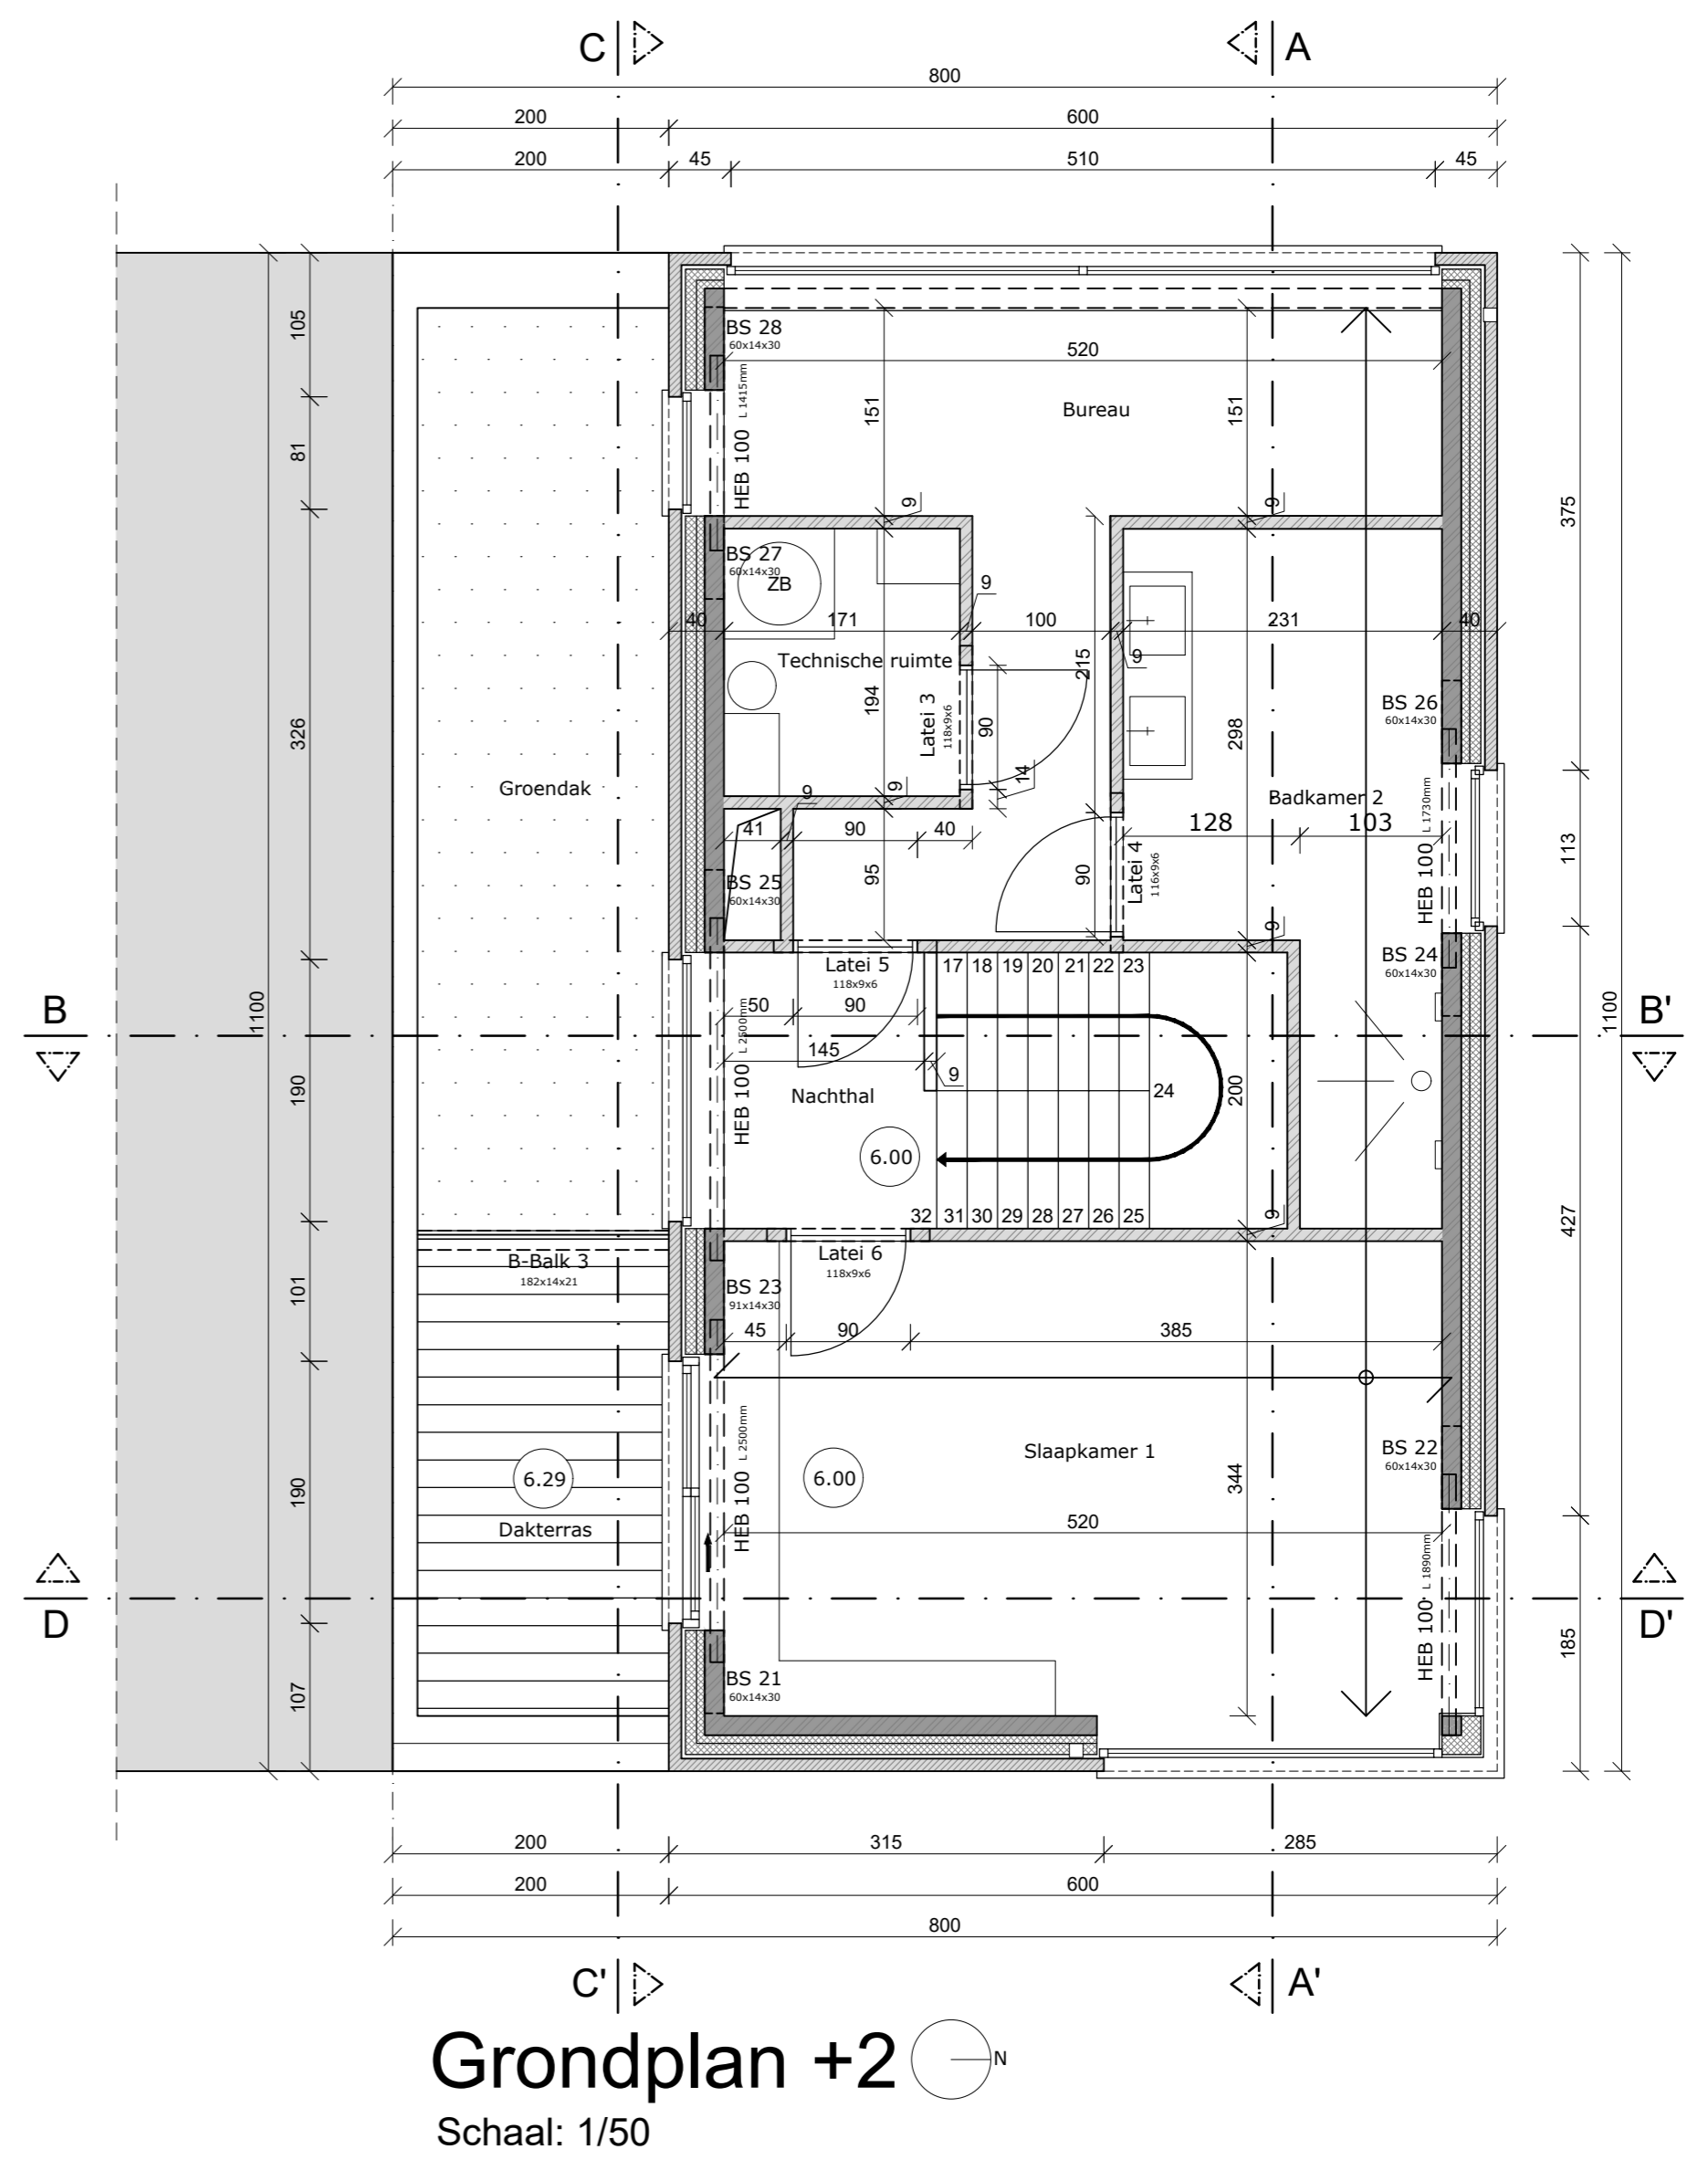 C
A
800
200
600
200
45
510
45
BS 28
60x14x30
520
105
HEB 100 L 1415mm
151
151
Bureau
81
375
9
9
BS 27
60x14x30
ZB
9
40
171
100
231
40
9
Technische ruimte
215
194
Latei 3
118x9x6
90
298
BS 26
60x14x30
326
14
9
9
Groendak
Badkamer 2
41
90
40
128
103
HEB 100 L 1730mm
113
BS 25
60x14x30
95
90
Latei 4
116x9x6
9
Latei 5
118x9x6
17
18
19
20
21
22
23
BS 24
60x14x30
B
B'
1100
1100
50
90
HEB 100 L 2500mm
145
9
190
Nachthal
24
200
6.00
32
31
30
29
28
27
26
25
9
427
B-Balk 3
182x14x21
Latei 6
118x9x6
101
BS 23
91x14x30
45
90
385
HEB 100 L 2500mm
Slaapkamer 1
BS 22
60x14x30
6.29
6.00
344
190
Dakterras
520
HEB 100 L 1890mm
D
D'
185
BS 21
60x14x30
107
200
315
285
200
600
800
C'
A'
Grondplan +2
N
Schaal: 1/50